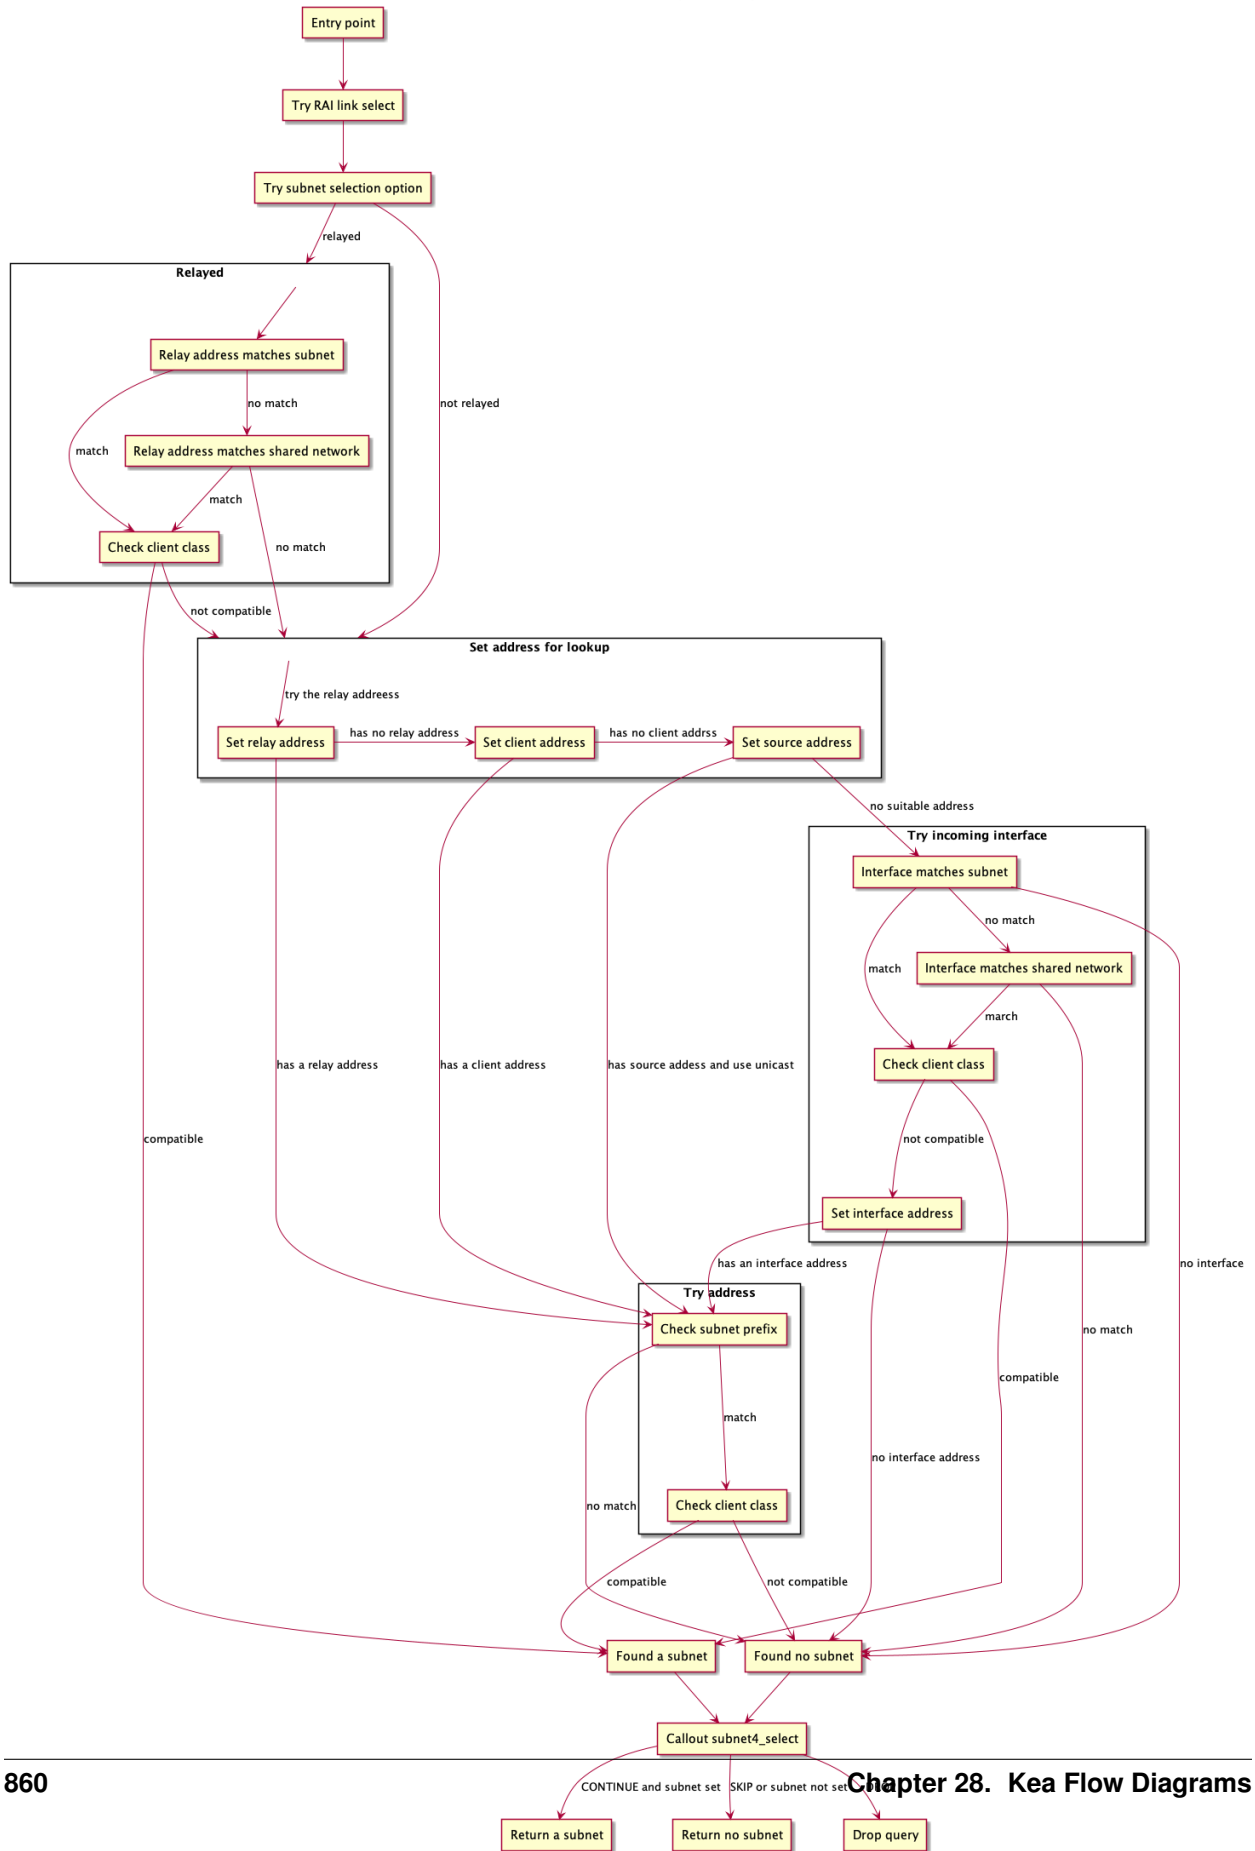 Entry point
Try RAI link select
Try subnet selection option
relayed
Relayed
Relay address matches subnet
no match
not relayed
match
Relay address matches shared network
match
Check client class
no match
not compatible
Set address for lookup
try the relay addreess
Set relay address
has no relay address
Set client address
has no client addrss
Set source address
no suitable address
Try incoming interface
Interface matches subnet
no match
match
Interface matches shared network
march
Check client class
has a relay address
has a client address
has source addess and use unicast
compatible
not compatible
Set interface address
has an interface address
no interface
Try address
Check subnet prefix
no match
compatible
match
no interface address
no match
Check client class
compatible
not compatible
Found a subnet
Found no subnet
Callout subnet4_select
860
Chapter 28. Kea Flow Diagrams
CONTINUE and subnet set
SKIP or subnet not set
Return a subnet
Return no subnet
Drop query